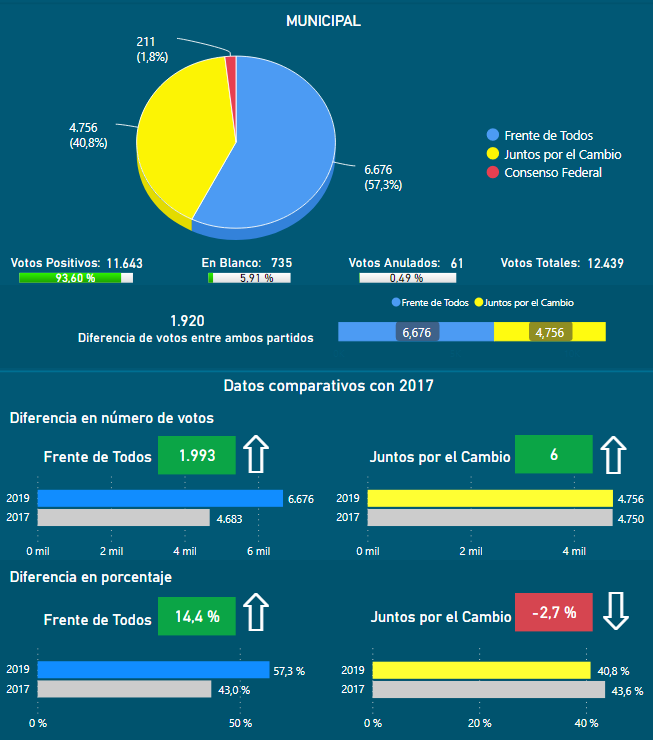 MUNICIPAL
211
(1,8%)
4.756
(40,8%)
6.676
(57,3%)
Frente de Todos
Juntos por el Cambio
Consenso Federal
Votos Positivos: 11.643
93,60 %
En Blanco: 735
5,91 %
Votos Anulados: 61
0,49 %
Votos Totales: 12.439
1.920
Diferencia de votos entre ambos partidos
Frente de Todos Juntos por el Cambio
6,676 4,756
Datos comparativos con 2017
Diferencia en número de votos
Frente de Todos 1.993
2019 6.676
2017 4.683
0 mil 2 mil 4 mil 6 mil
Juntos por el Cambio 6
2019 4.756
2017 4.750
0 mil 2 mil 4 mil
Diferencia en porcentaje
Frente de Todos 14,4 %
2019 57,3 %
2017 43,0 %
0 % 50 %
Juntos por el Cambio -2,7 %
2019 40,8 %
2017 43,6 %
0 % 20 % 40 %